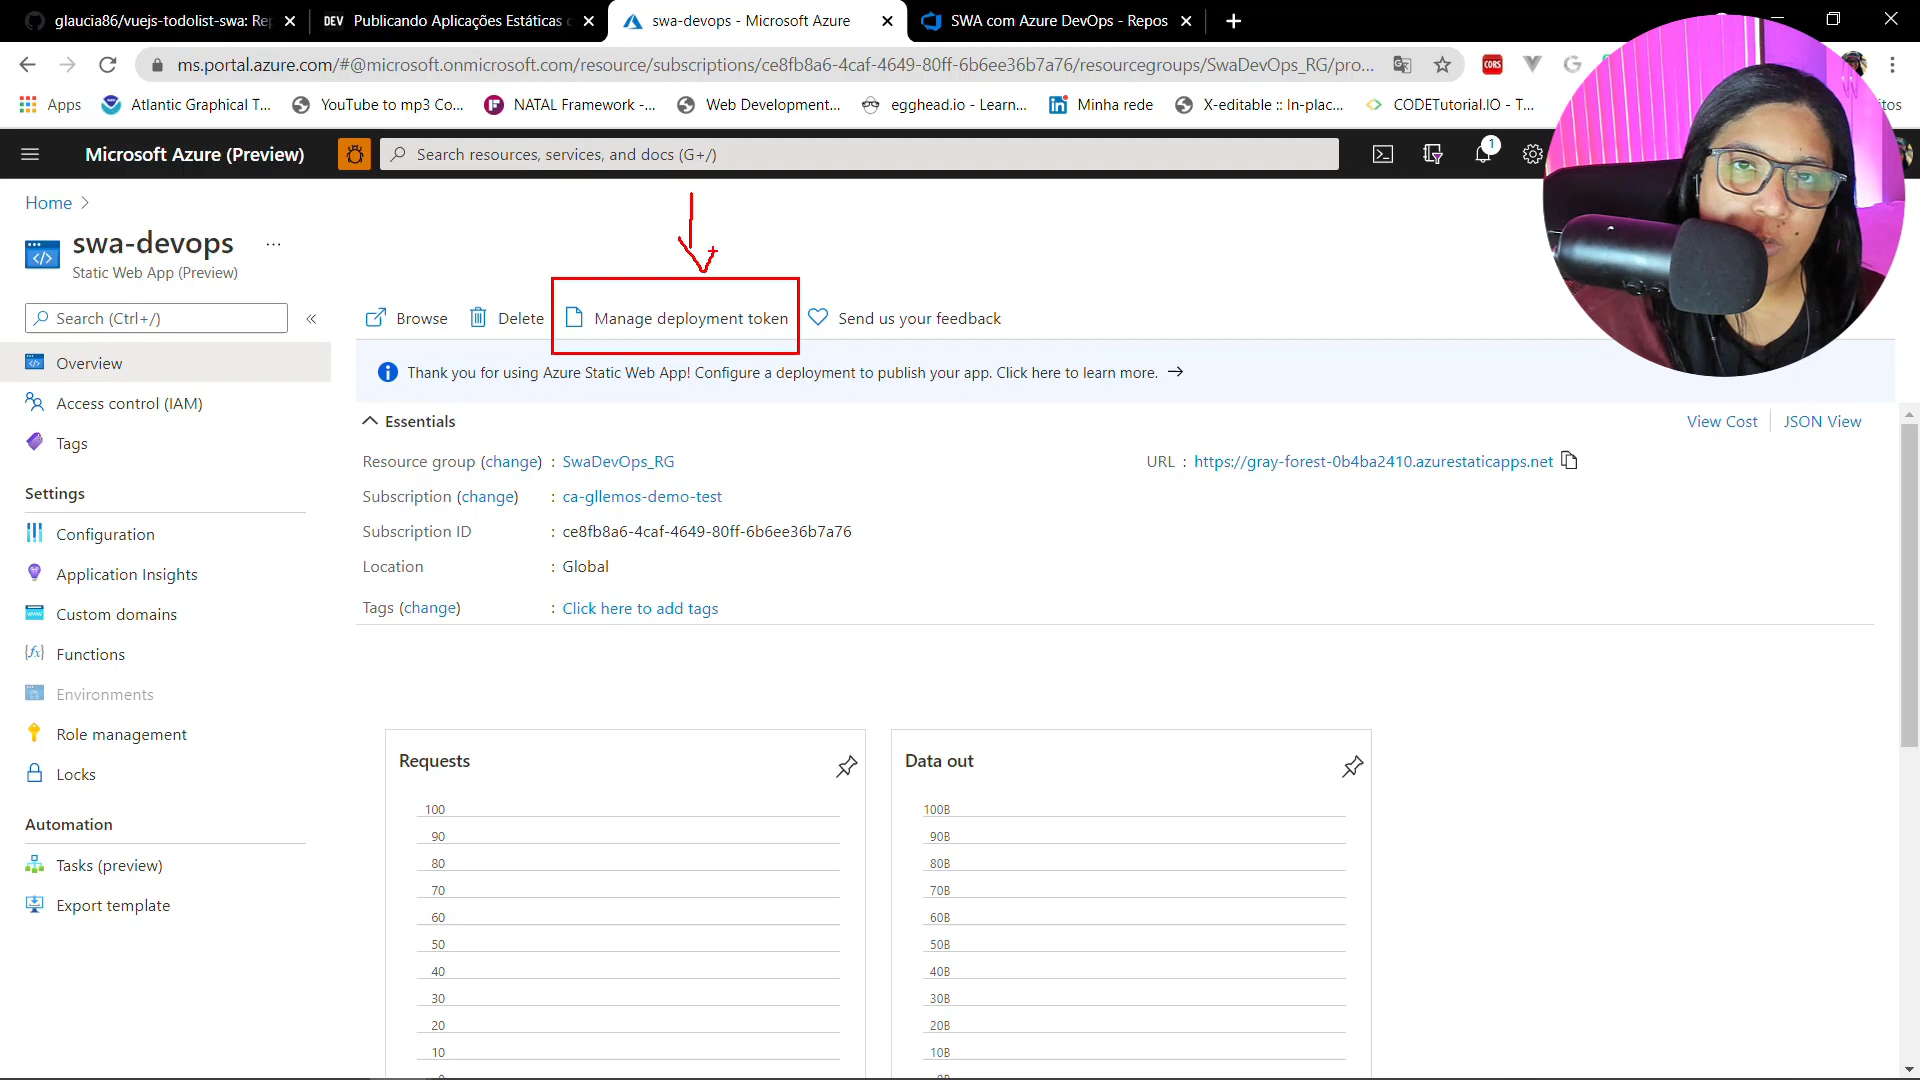 glaucia86/vuejs-todolist-swa: Re
DEV Publicando Aplicações Estáticas
swa-devops - Microsoft Azure
SWA com Azure DevOps - Repos
ms.portal.azure.com/#@microsoft.onmicrosoft.com/resource/subscriptions/ce8fb8a6-4caf-4649-80ff-6b6ee36b7a76/resourcegroups/SwaDevOps_RG/pro...
CORS
Apps
Atlantic Graphical T...
YouTube to mp3 Co...
NATAL Framework -...
Web Development...
egghead.io - Learn...
Minha rede
X-editable :: In-plac...
CODETutorial.IO - T...
itos
Microsoft Azure (Preview)
Search resources, services, and docs (G+/)
1
Home >
swa-devops ...
Static Web App (Preview)
Search (Ctrl+/)
«
Browse
Delete
Manage deployment token
Send us your feedback
Overview
Access control (IAM)
Tags
Settings
Configuration
Application Insights
Custom domains
Functions
Environments
Role management
Locks
Automation
Tasks (preview)
Export template
Thank you for using Azure Static Web App! Configure a deployment to publish your app. Click here to learn more. →
Essentials
View Cost
JSON View
Resource group (change) : SwaDevOps_RG
URL : https://gray-forest-0b4ba2410.azurestaticapps.net
Subscription (change) : ca-gllemos-demo-test
Subscription ID : ce8fb8a6-4caf-4649-80ff-6b6ee36b7a76
Location : Global
Tags (change) : Click here to add tags
Requests
100
90
80
70
60
50
40
30
20
10
Data out
100B
90B
80B
70B
60B
50B
40B
30B
20B
10B